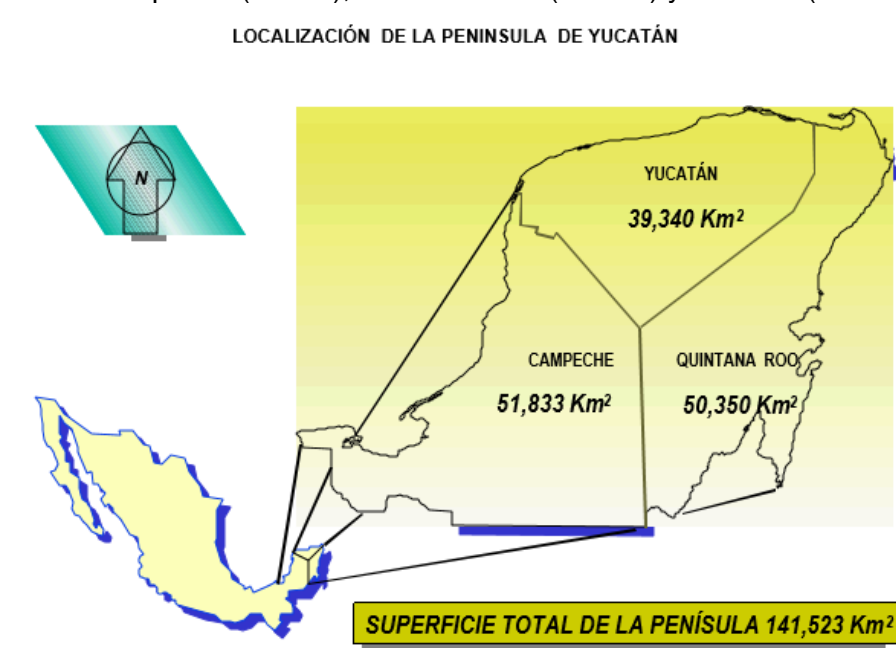 LOCALIZACIÓN DE LA PENINSULA DE YUCATÁN
N
YUCATÁN
39,340 Km²
CAMPECHE
51,833 Km²
QUINTANA ROO
50,350 Km²
SUPERFICIE TOTAL DE LA PENÍSULA 141,523 Km²